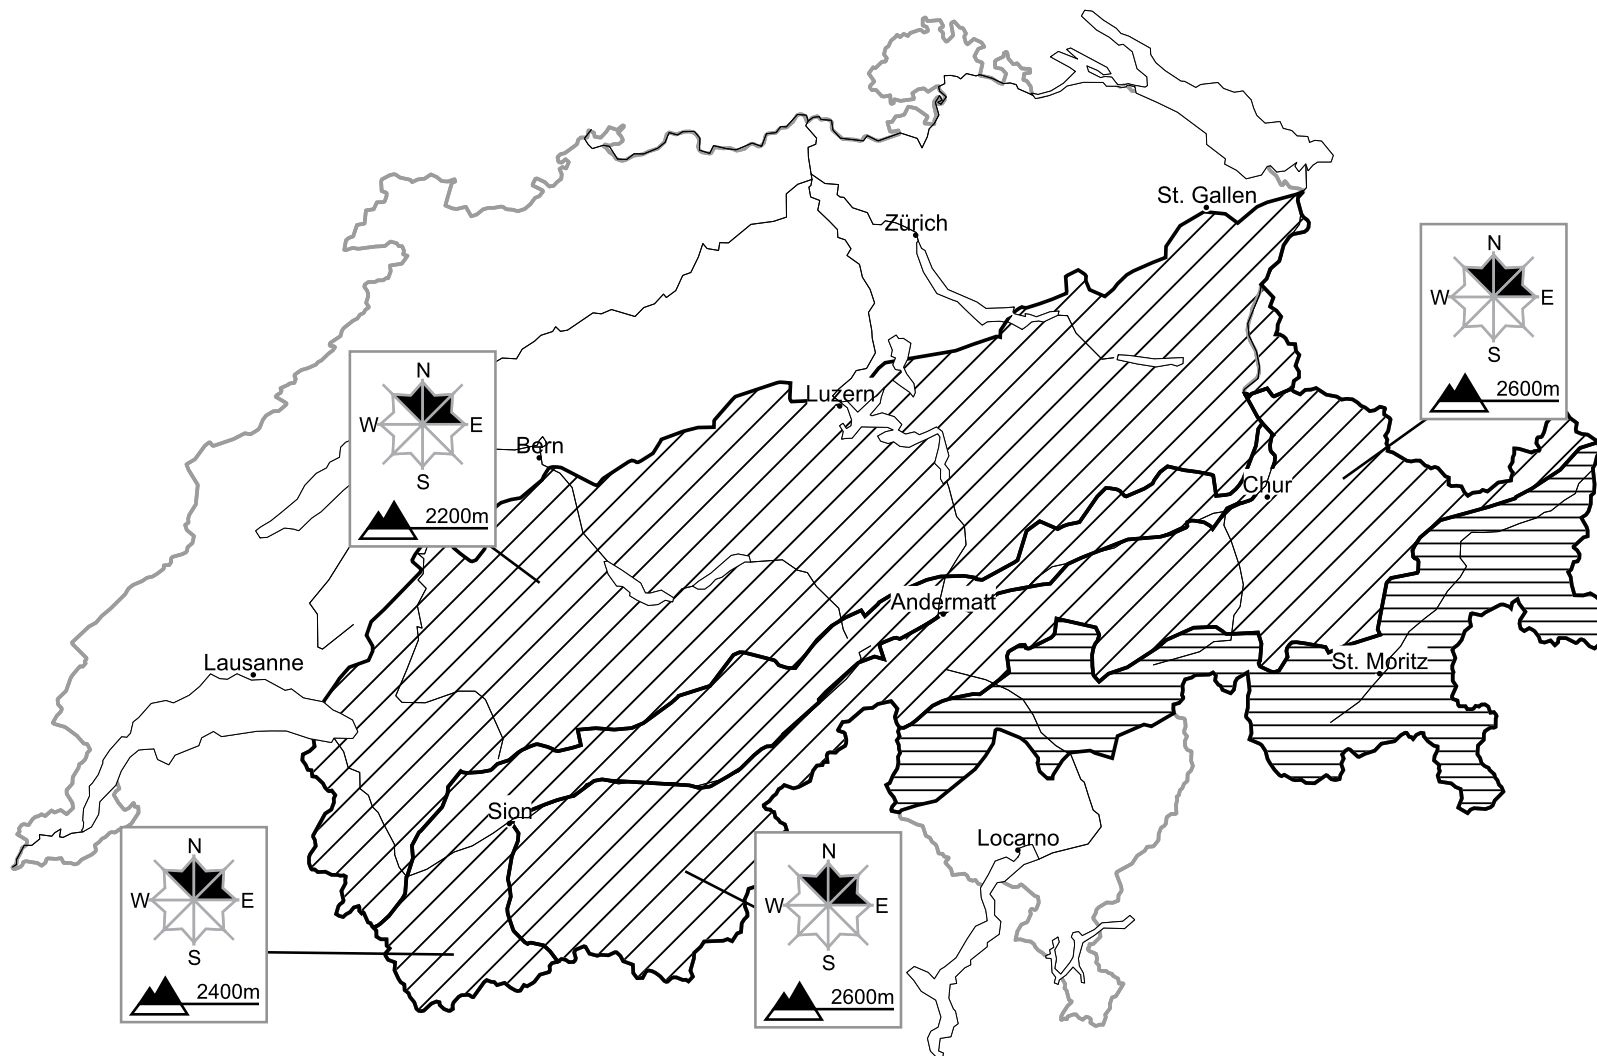 St. Gallen
Zürich
N
W E
S
2600m
N
W E
S
2200m
Luzern
Bern
Chur
Andermatt
Lausanne
St. Moritz
Sion
Locarno
N
W E
S
2400m
N
W E
S
2600m